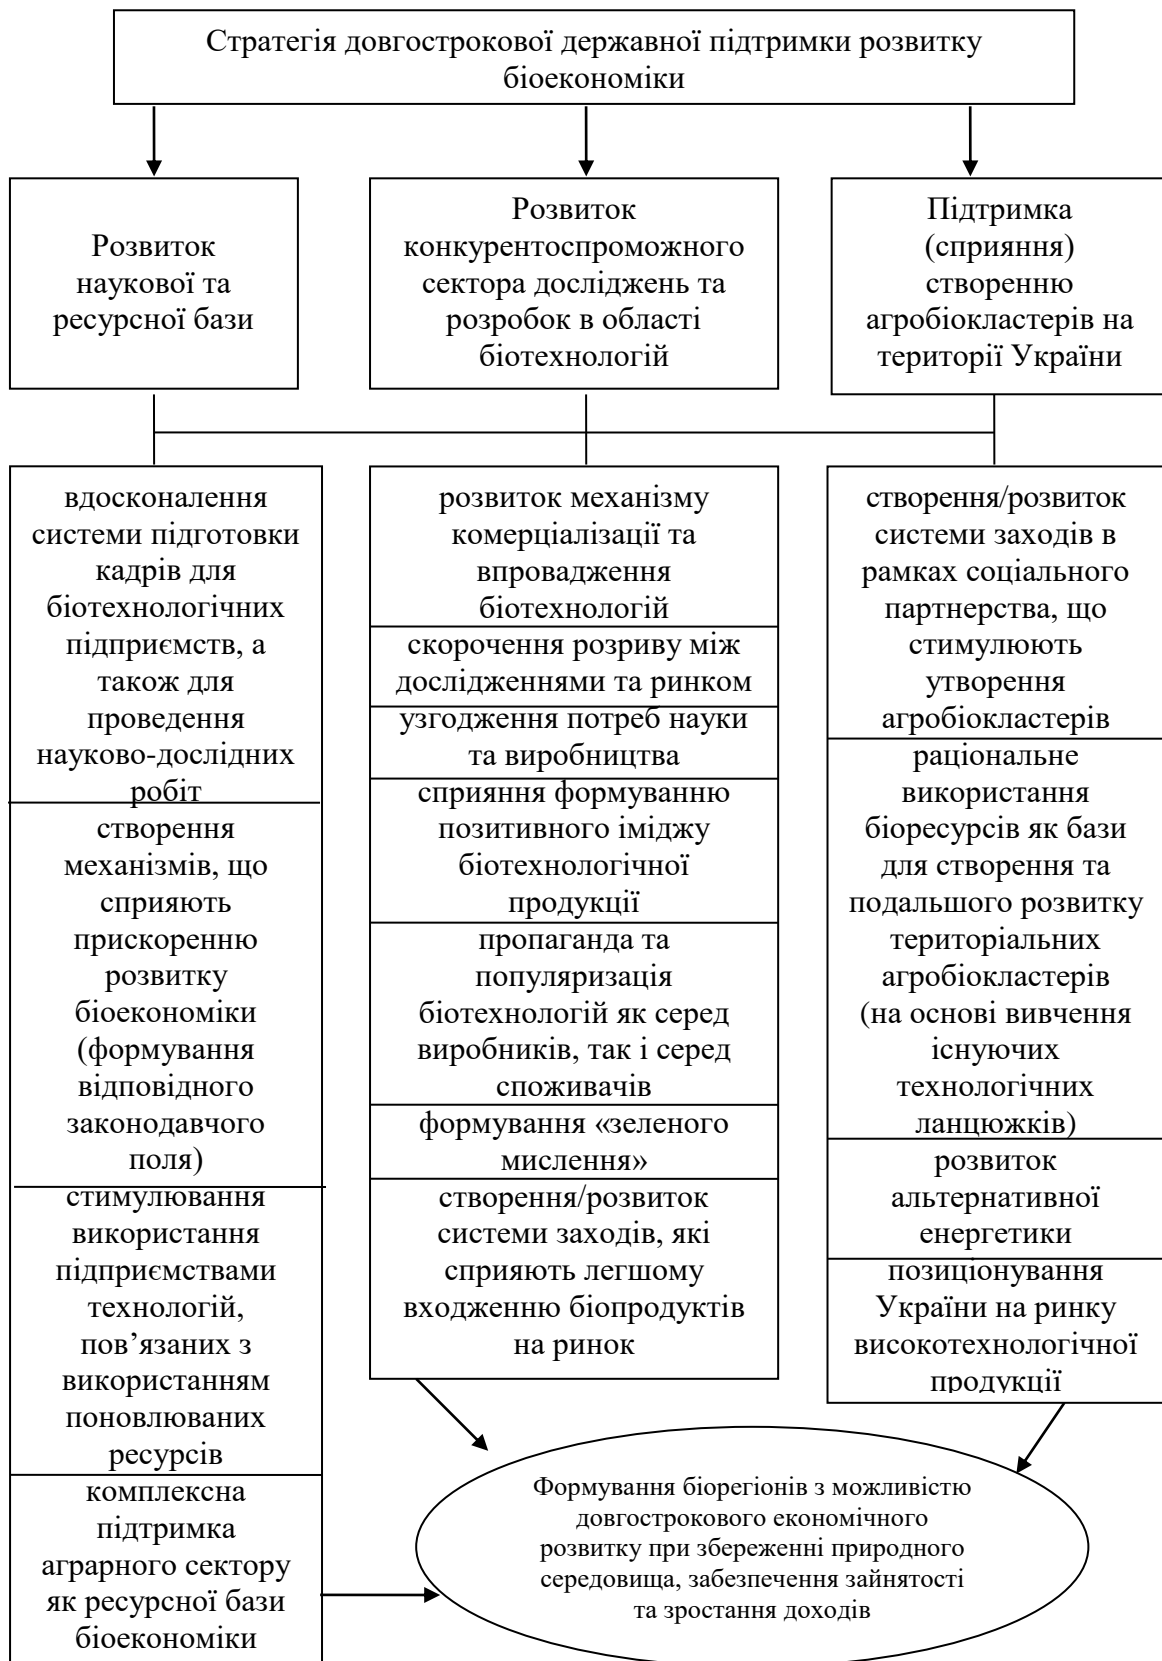 Стратегія довгострокової державної підтримки розвитку
біоекономіки
Розвиток
наукової та
ресурсної бази
Розвиток
конкурентоспроможного
сектора досліджень та
розробок в області
біотехнологій
Підтримка
(сприяння)
створенню
агробіокластерів на
території України
вдосконалення
системи підготовки
кадрів для
біотехнологічних
підприємств, а
також для
проведення
науково-дослідних
робіт
створення
механізмів, що
сприяють
прискоренню
розвитку
біоекономіки
(формування
відповідного
законодавчого
поля)
стимулювання
використання
підприємствами
технологій,
пов’язаних з
використанням
поновлюваних
ресурсів
комплексна
підтримка
аграрного сектору
як ресурсної бази
біоекономіки
розвиток механізму
комерціалізації та
впровадження
біотехнологій
скорочення розриву між
дослідженнями та ринком
узгодження потреб науки
та виробництва
сприяння формуванню
позитивного іміджу
біотехнологічної
продукції
пропаганда та
популяризація
біотехнологій як серед
виробників, так і серед
споживачів
формування «зеленого
мислення»
створення/розвиток
системи заходів, які
сприяють легшому
входженню біопродуктів
на ринок
створення/розвиток
системи заходів в
рамках соціального
партнерства, що
стимулюють
утворення
агробіокластерів
раціональне
використання
біоресурсів як бази
для створення та
подальшого розвитку
територіальних
агробіокластерів
(на основі вивчення
існуючих
технологічних
ланцюжків)
розвиток
альтернативної
енергетики
позиціонування
України на ринку
високотехнологічної
продукції
Формування біорегіонів з можливістю
довгострокового економічного
розвитку при збереженні природного
середовища, забезпечення зайнятості
та зростання доходів